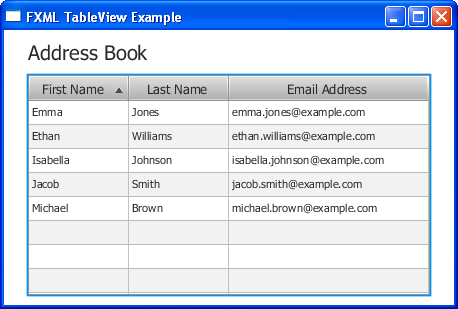 FXML TableView Example
Address Book
First Name Last Name Email Address
Emma Jones emma.jones@example.com
Ethan Williams ethan.williams@example.com
Isabella Johnson isabella.johnson@example.com
Jacob Smith jacob.smith@example.com
Michael Brown michael.brown@example.com